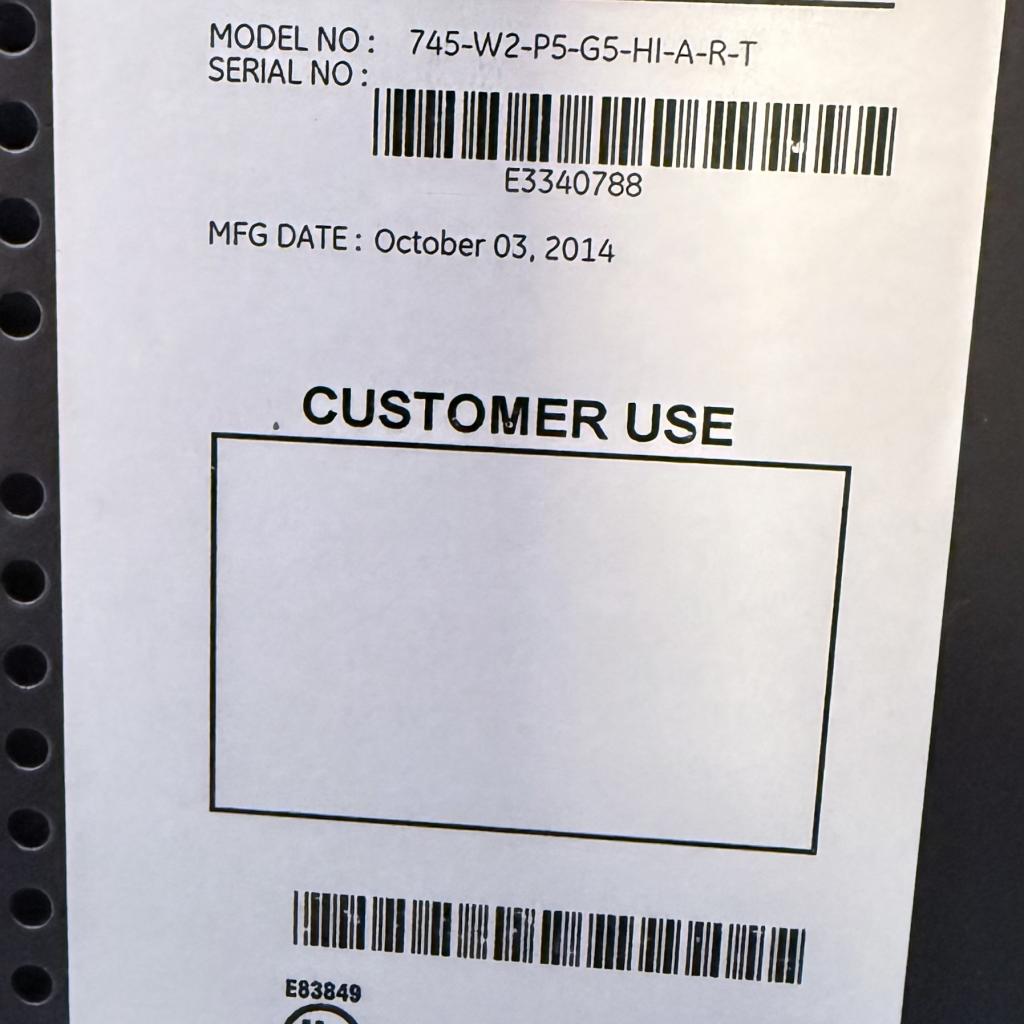 MODEL NO : 745-W2-P5-G5-HI-A-R-T
SERIAL NO :
E3340788
MFG DATE : October 03, 2014
CUSTOMER USE
E83849